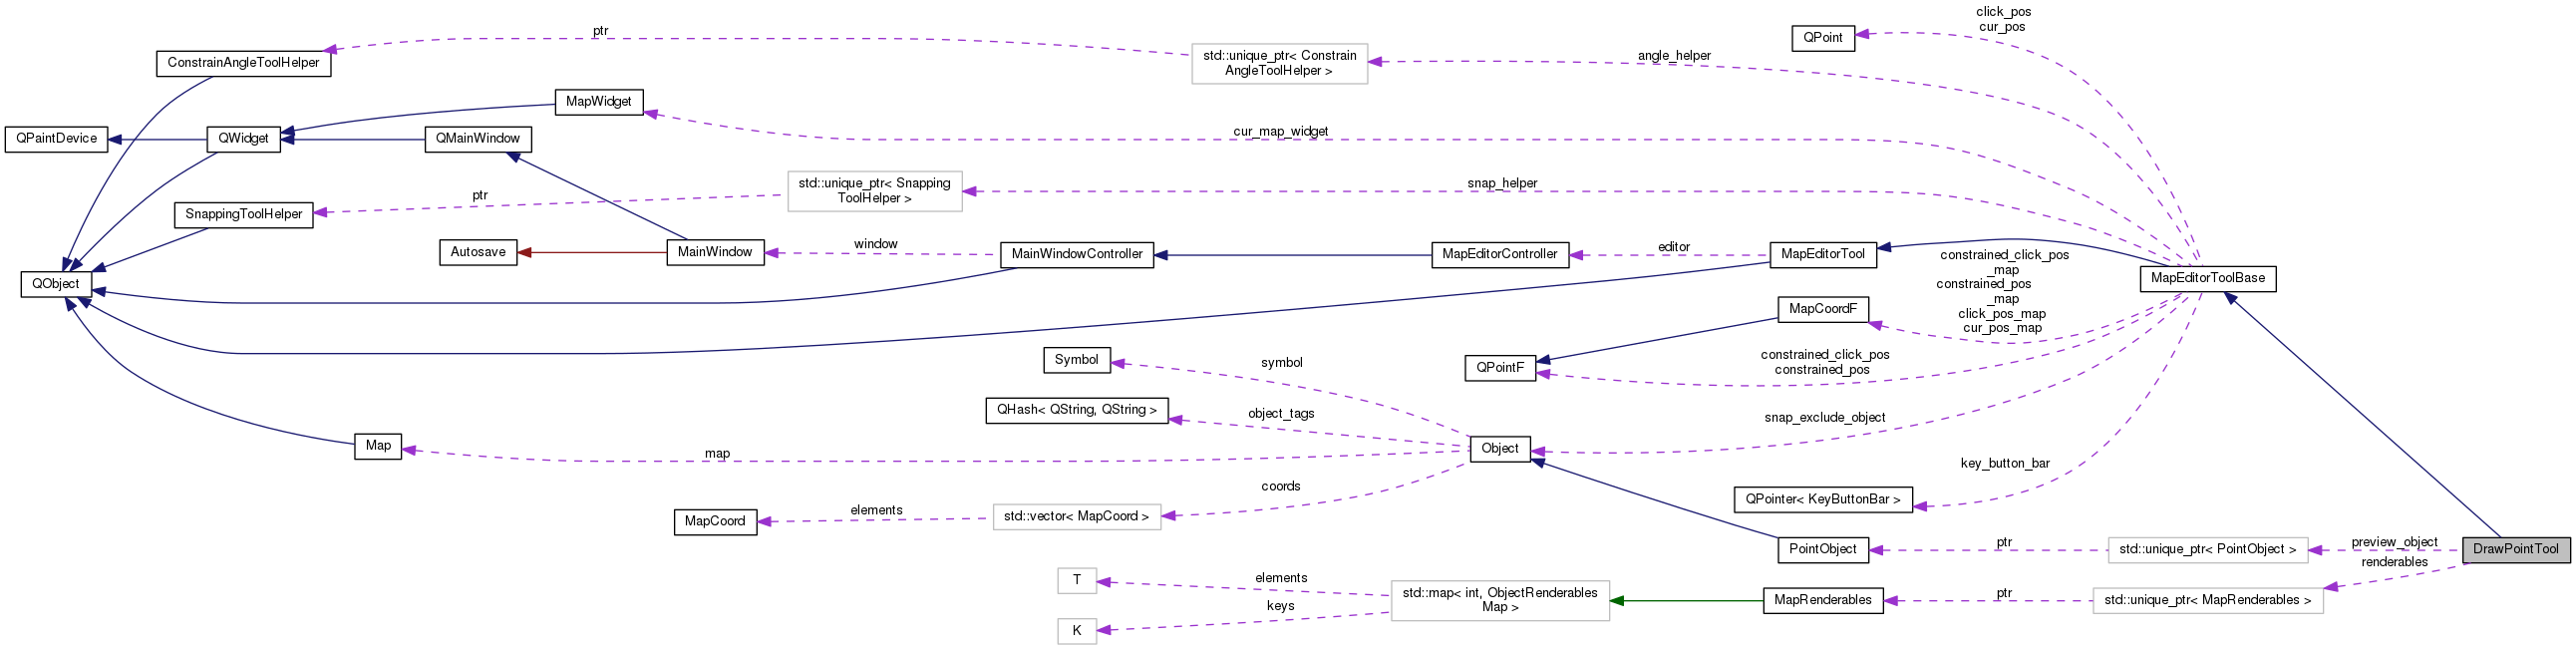 click_pos
cur_pos
ptr
QPoint
ConstrainAngleToolHelper
std::unique_ptr< Constrain
AngleToolHelper >
angle_helper
MapWidget
cur_map_widget
QPaintDevice
QWidget
QMainWindow
std::unique_ptr< Snapping
ToolHelper >
snap_helper
ptr
SnappingToolHelper
Autosave
MainWindow
window
MainWindowController
MapEditorController
editor
MapEditorTool
QObject
constrained_click_pos
_map
constrained_pos
_map
click_pos_map
cur_pos_map
MapEditorToolBase
MapCoordF
Symbol
symbol
QPointF
constrained_click_pos
constrained_pos
QHash< QString, QString >
object_tags
snap_exclude_object
Map
map
Object
key_button_bar
coords
QPointer< KeyButtonBar >
MapCoord
elements
std::vector< MapCoord >
PointObject
ptr
std::unique_ptr< PointObject >
preview_object
DrawPointTool
renderables
T
elements
std::map< int, ObjectRenderables
Map >
MapRenderables
ptr
std::unique_ptr< MapRenderables >
K
keys